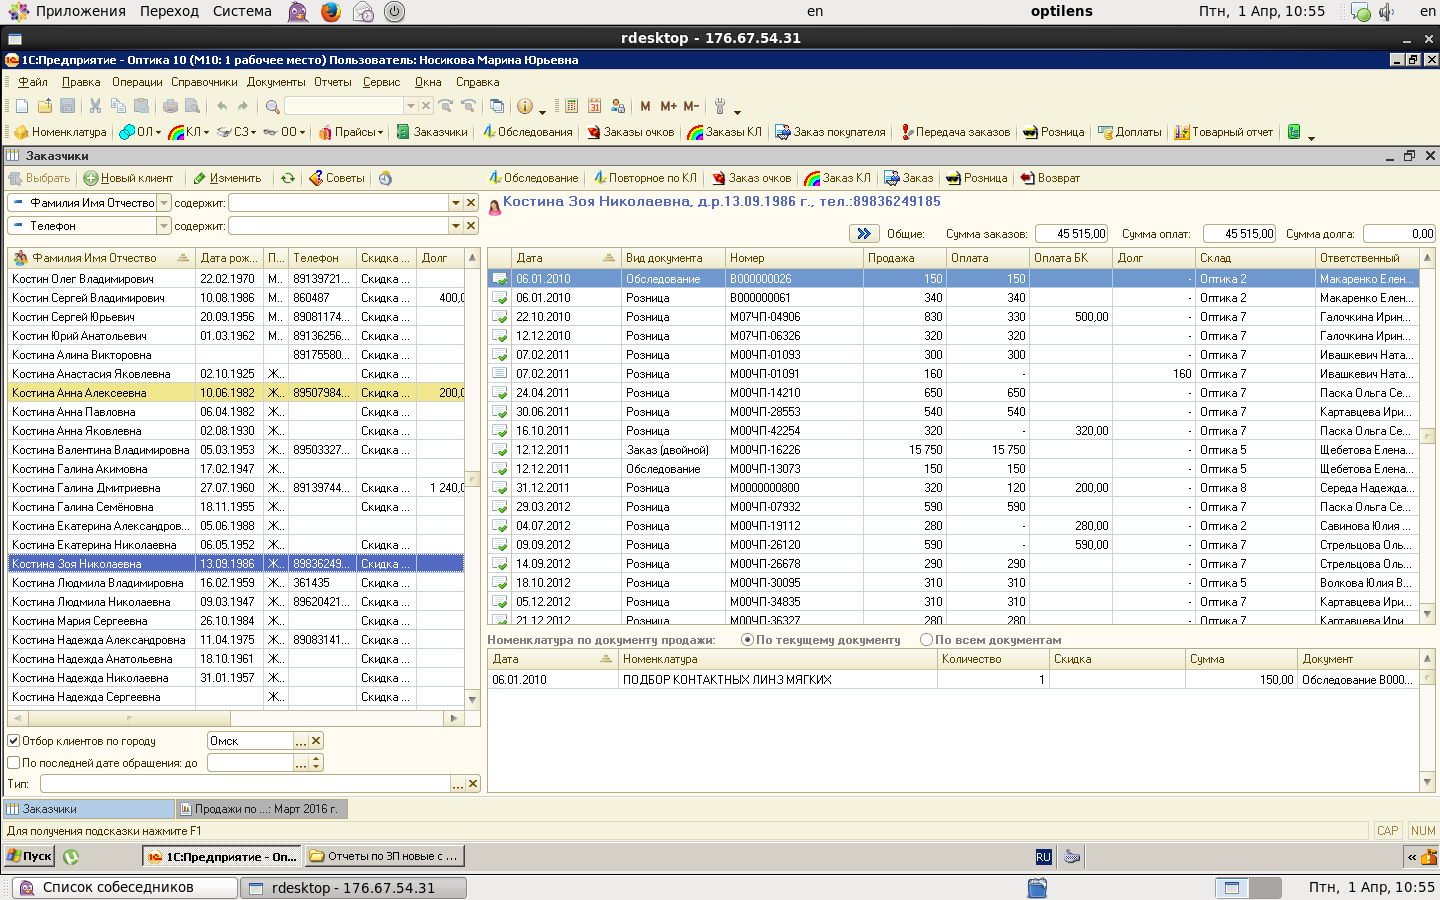 Приложения Переход Система en optilens Птн, 1 Апр, 10:55 en
rdesktop - 176.67.54.31
1С:Предприятие - Оптика 10 (М10: 1 рабочее место) Пользователь: Носикова Марина Юрьевна
Файл Правка Операции Справочники Документы Отчеты Сервис Окна Справка
M M+ M-
Номенклатура ОЛ КЛ СЗ ОО Прайсы Заказчики Обследования Заказы очков Заказы КЛ Заказ покупателя Передача заказов Розница Доплаты Товарный отчет
Заказчики
Выбрать Новый клиент Изменить Советы Обследование Повторное по КЛ Заказ очков Заказ КЛ Заказ Розница Возврат
Фамилия Имя Отчество содержит:
Костина Зоя Николаевна, д.р.13.09.1986 г., тел.:89836249185
Телефон содержит:
Общие: Сумма заказов: 45 515,00 Сумма оплат: 45 515,00 Сумма долга: 0,00
Фамилия Имя Отчество Дата рож... П... Телефон Скидка ... Долг
Костин Олег Владимирович 22.02.1970 М.. 89139721... Скидка ...
Костин Сергей Владимирович 10.08.1986 М.. 860487 Скидка ... 400,0
Костин Сергей Юрьевич 20.09.1956 М.. 89081174... Скидка ...
Костин Юрий Анатольевич 01.03.1962 М.. 89136256... Скидка ...
Костина Алина Викторовна 89175580... Скидка ...
Костина Анастасия Яковлевна 02.10.1925 Ж.. Скидка ...
Костина Анна Алексеевна 10.06.1982 Ж.. 89507984... Скидка ... 200,0
Костина Анна Павловна 06.04.1982 Ж.. Скидка ...
Костина Анна Яковлевна 02.08.1930 Ж.. Скидка ...
Костина Валентина Владимировна 05.03.1953 Ж.. 89503327... Скидка ...
Костина Галина Акимовна 17.02.1947 Ж..
Костина Галина Дмитриевна 27.07.1960 Ж.. 89139744... Скидка ... 1 240,0
Костина Галина Семёновна 18.11.1955 Ж.. Скидка ...
Костина Екатерина Александров... 05.06.1988 Ж..
Костина Екатерина Николаевна 06.05.1952 Ж.. Скидка ...
Костина Зоя Николаевна 13.09.1986 Ж.. 89836249... Скидка ...
Костина Людмила Владимировна 16.02.1959 Ж.. 361435 Скидка ...
Костина Людмила Николаевна 09.03.1947 Ж.. 89620421... Скидка ...
Костина Мария Сергеевна 26.10.1984 Ж.. Скидка ...
Костина Надежда Александровна 11.04.1975 Ж.. 89083141... Скидка ...
Костина Надежда Анатольевна 18.10.1961 Ж.. Скидка ...
Костина Надежда Николаевна 31.01.1957 Ж.. Скидка ...
Костина Надежда Сергеевна Ж.. Скидка ...
Дата Вид документа Номер Продажа Оплата Оплата БК Долг Склад Ответственный
06.01.2010 Обследование В000000026 150 150 - Оптика 2 Макаренко Елен...
06.01.2010 Розница В000000061 340 340 - Оптика 2 Макаренко Елен...
22.10.2010 Розница М07ЧП-04906 830 330 500,00 - Оптика 7 Галочкина Ирин...
12.12.2010 Розница М07ЧП-06326 320 320 - Оптика 7 Галочкина Ирин...
07.02.2011 Розница М00ЧП-01093 300 300 - Оптика 7 Ивашкевич Ната...
07.02.2011 Розница М00ЧП-01091 160 - 160 Оптика 7 Ивашкевич Ната...
24.04.2011 Розница М00ЧП-14210 650 650 - Оптика 7 Паска Ольга Се...
30.06.2011 Розница М00ЧП-28553 540 540 - Оптика 7 Картавцева Ири...
16.10.2011 Розница М00ЧП-42254 320 - 320,00 - Оптика 7 Паска Ольга Се...
12.12.2011 Заказ (двойной) М00ЧП-16226 15 750 15 750 - Оптика 5 Щебетова Елена...
12.12.2011 Обследование М00ЧП-13073 150 150 - Оптика 5 Щебетова Елена...
31.12.2011 Розница М0000000800 320 120 200,00 - Оптика 8 Середа Надежда...
29.03.2012 Розница М00ЧП-07932 590 590 - Оптика 7 Паска Ольга Се...
04.07.2012 Розница М00ЧП-19112 280 - 280,00 - Оптика 2 Савинова Юлия ...
09.09.2012 Розница М00ЧП-26120 590 - 590,00 - Оптика 7 Стрельцова Оль...
14.09.2012 Розница М00ЧП-26678 290 290 - Оптика 7 Стрельцова Оль...
18.10.2012 Розница М00ЧП-30095 310 310 - Оптика 5 Волкова Юлия В...
05.12.2012 Розница М00ЧП-34835 310 310 - Оптика 7 Картавцева Ири...
21.12.2012 Розница М00ЧП-36327 280 280 - Оптика 7 Картавцева Ири...
Номенклатура по документу продажи: По текущему документу По всем документам
Дата Номенклатура Количество Скидка Сумма Документ
06.01.2010 ПОДБОР КОНТАКТНЫХ ЛИНЗ МЯГКИХ 1 150,00 Обследование В000...
Отбор клиентов по городу Омск
По последней дате обращения: до
Тип:
Заказчики Продажи по ...: Март 2016 г.
Для получения подсказки нажмите F1 CAP NUM
Пуск 1С:Предприятие - Оп... Отчеты по ЗП новые с ... RU
Список собеседников rdesktop - 176.67.54.31 Птн, 1 Апр, 10:55